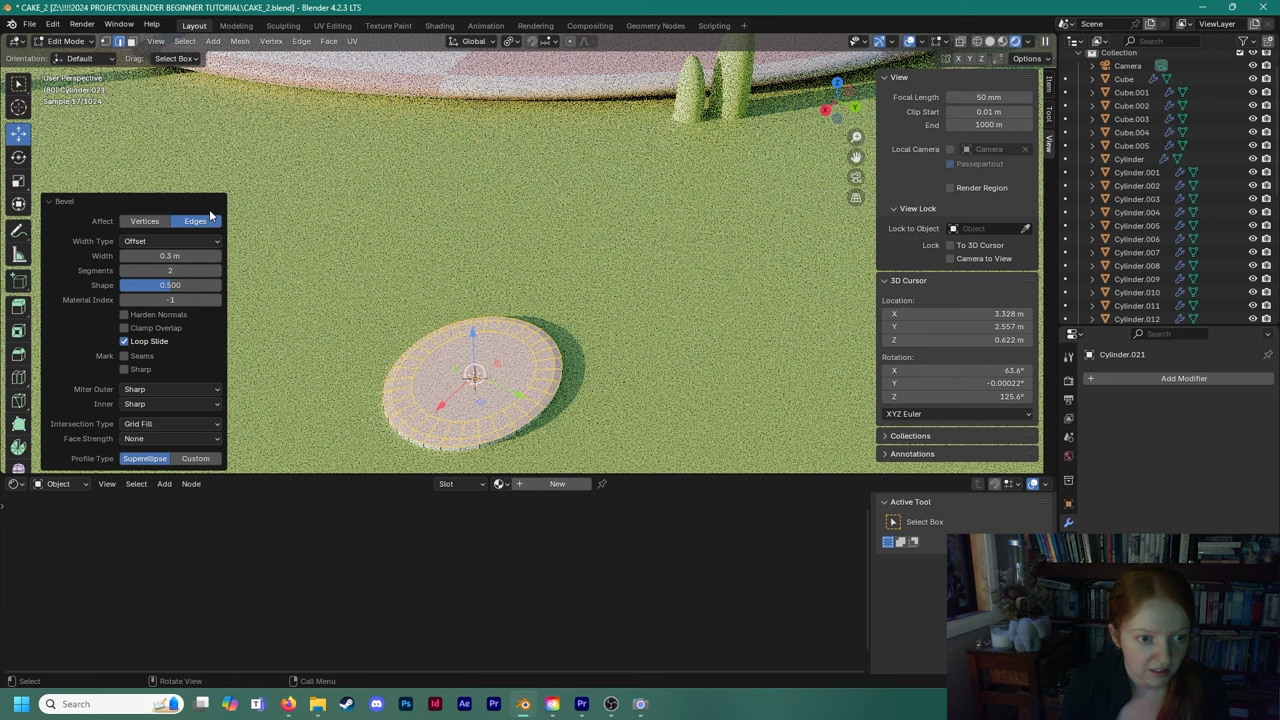 * CAKE_2 [Z:\!!!!2024 PROJECTS\BLENDER BEGINNER TUTORIAL\CAKE_2.blend] - Blender 4.2.3 LTS
File Edit Render Window Help Layout Modeling Sculpting UV Editing Texture Paint Shading Animation Rendering Compositing Geometry Nodes Scripting + Scene ViewLayer
Edit Mode View Select Add Mesh Vertex Edge Face UV Global
Search
Orientation: Default Drag: Select Box X Y Z Options
Collection
Camera
Cube
Cube.001
Cube.002
Cube.003
Cube.004
Cube.005
Cylinder
Cylinder.001
Cylinder.002
Cylinder.003
Cylinder.004
Cylinder.005
Cylinder.006
Cylinder.007
Cylinder.008
Cylinder.009
Cylinder.010
Cylinder.011
Cylinder.012
User Perspective
(80) Cylinder.021
Sample 17/1024
Z
X
Y
View
Focal Length 50 mm
Clip Start 0.01 m
End 1000 m
Local Camera Camera
Passepartout
Render Region
View Lock
Lock to Object Object
Lock To 3D Cursor
Camera to View
3D Cursor
Location:
X 3.328 m
Y 2.557 m
Z 0.622 m
Rotation:
X 63.6°
Y -0.00022°
Z 125.6°
XYZ Euler
Collections
Annotations
Item
Tool
View
Bevel
Affect Vertices Edges
Width Type Offset
Width 0.3 m
Segments 2
Shape 0.500
Material Index -1
Harden Normals
Clamp Overlap
Loop Slide
Mark Seams
Sharp
Miter Outer Sharp
Inner Sharp
Intersection Type Grid Fill
Face Strength None
Profile Type Superellipse Custom
Search
Cylinder.021
+ Add Modifier
Object View Select Add Node Slot + New
Active Tool
Select Box
Select Rotate View Call Menu
Search